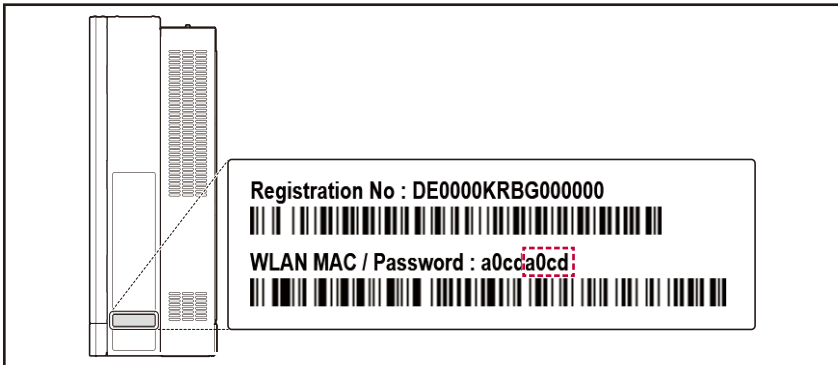 Registration No : DE0000KRBG000000
WLAN MAC / Password : a0cda0cd